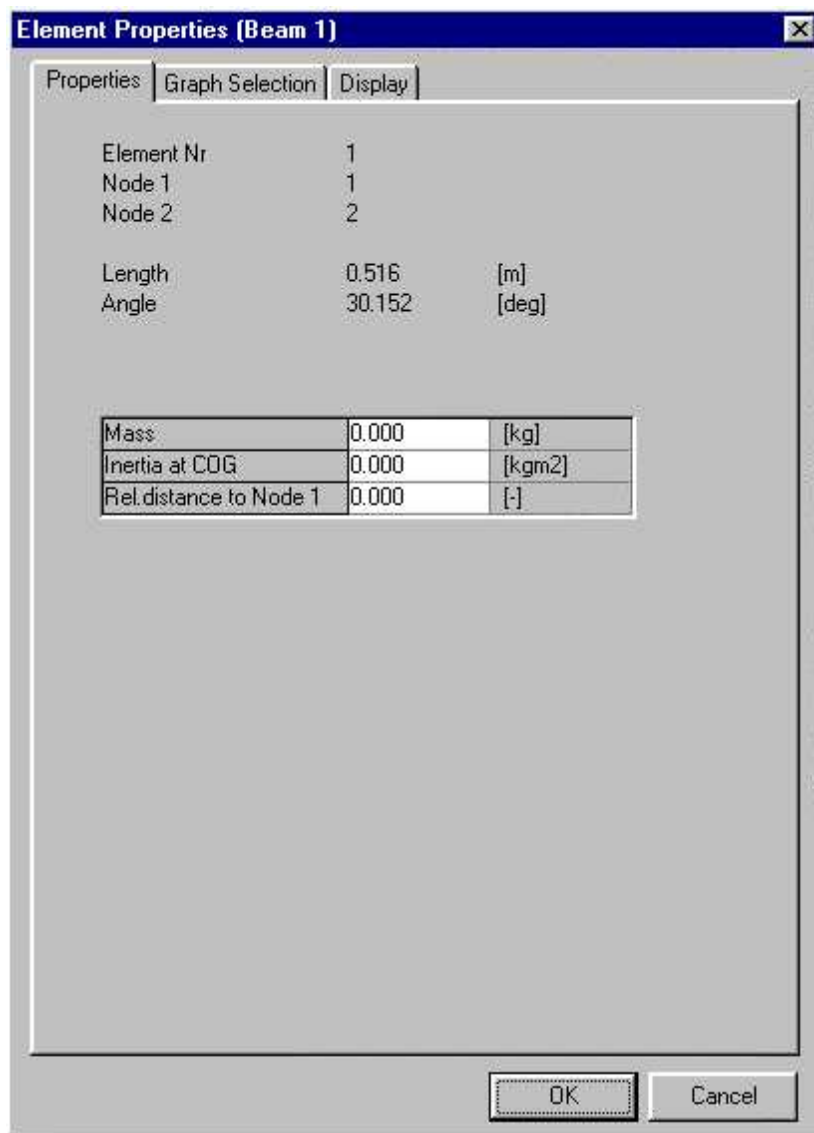 Element Properties (Beam 1)
Properties Graph Selection Display
Element Nr 1
Node 1 1
Node 2 2
Length 0.516 [m]
Angle 30.152 [deg]
Mass 0.000 [kg]
Inertia at COG 0.000 [kgm2]
Rel.distance to Node 1 0.000 [-]
OK Cancel